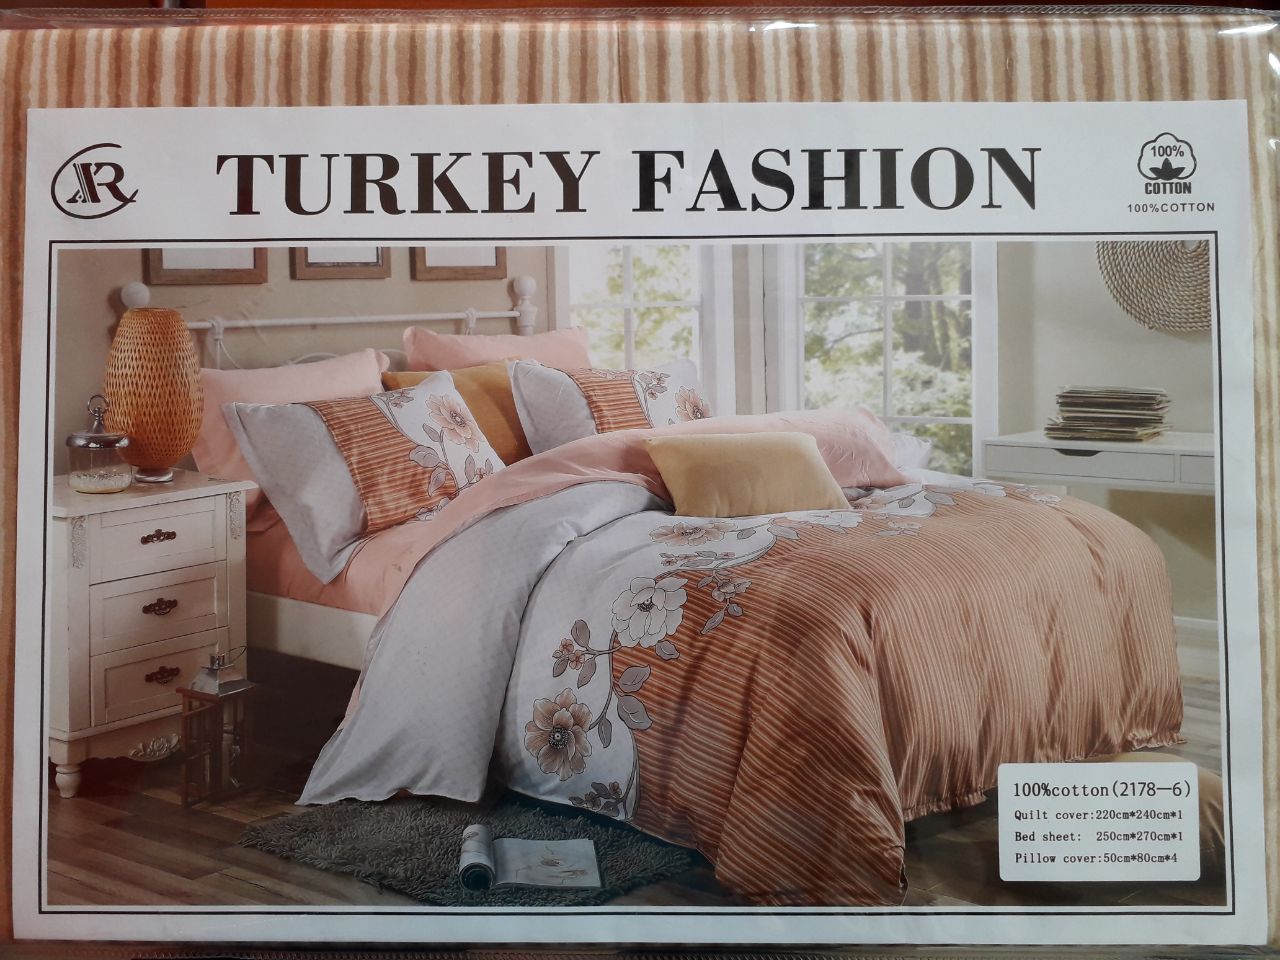 AR
TURKEY FASHION
100%
COTTON
100%COTTON
100%cotton(2178—6)
Quilt cover:220cm*240cm*1
Bed sheet: 250cm*270cm*1
Pillow cover:50cm*80cm*4